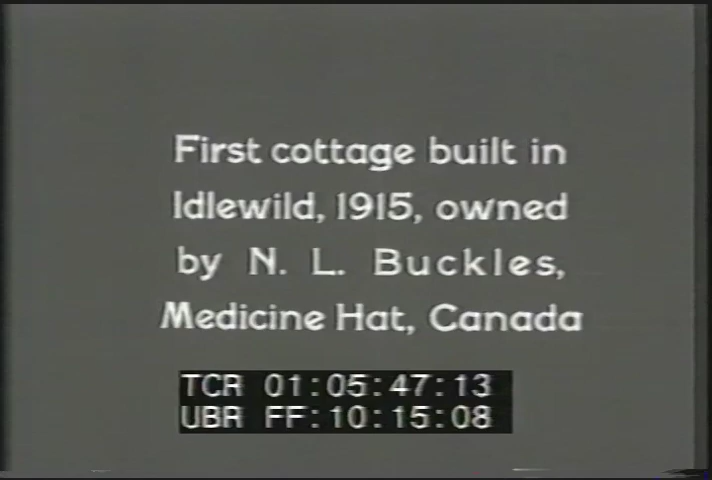 First cottage built in
Idlewild, 1915, owned
by N. L. Buckles,
Medicine Hat, Canada
TCR 01:05:47:13
UBR FF:10:15:08